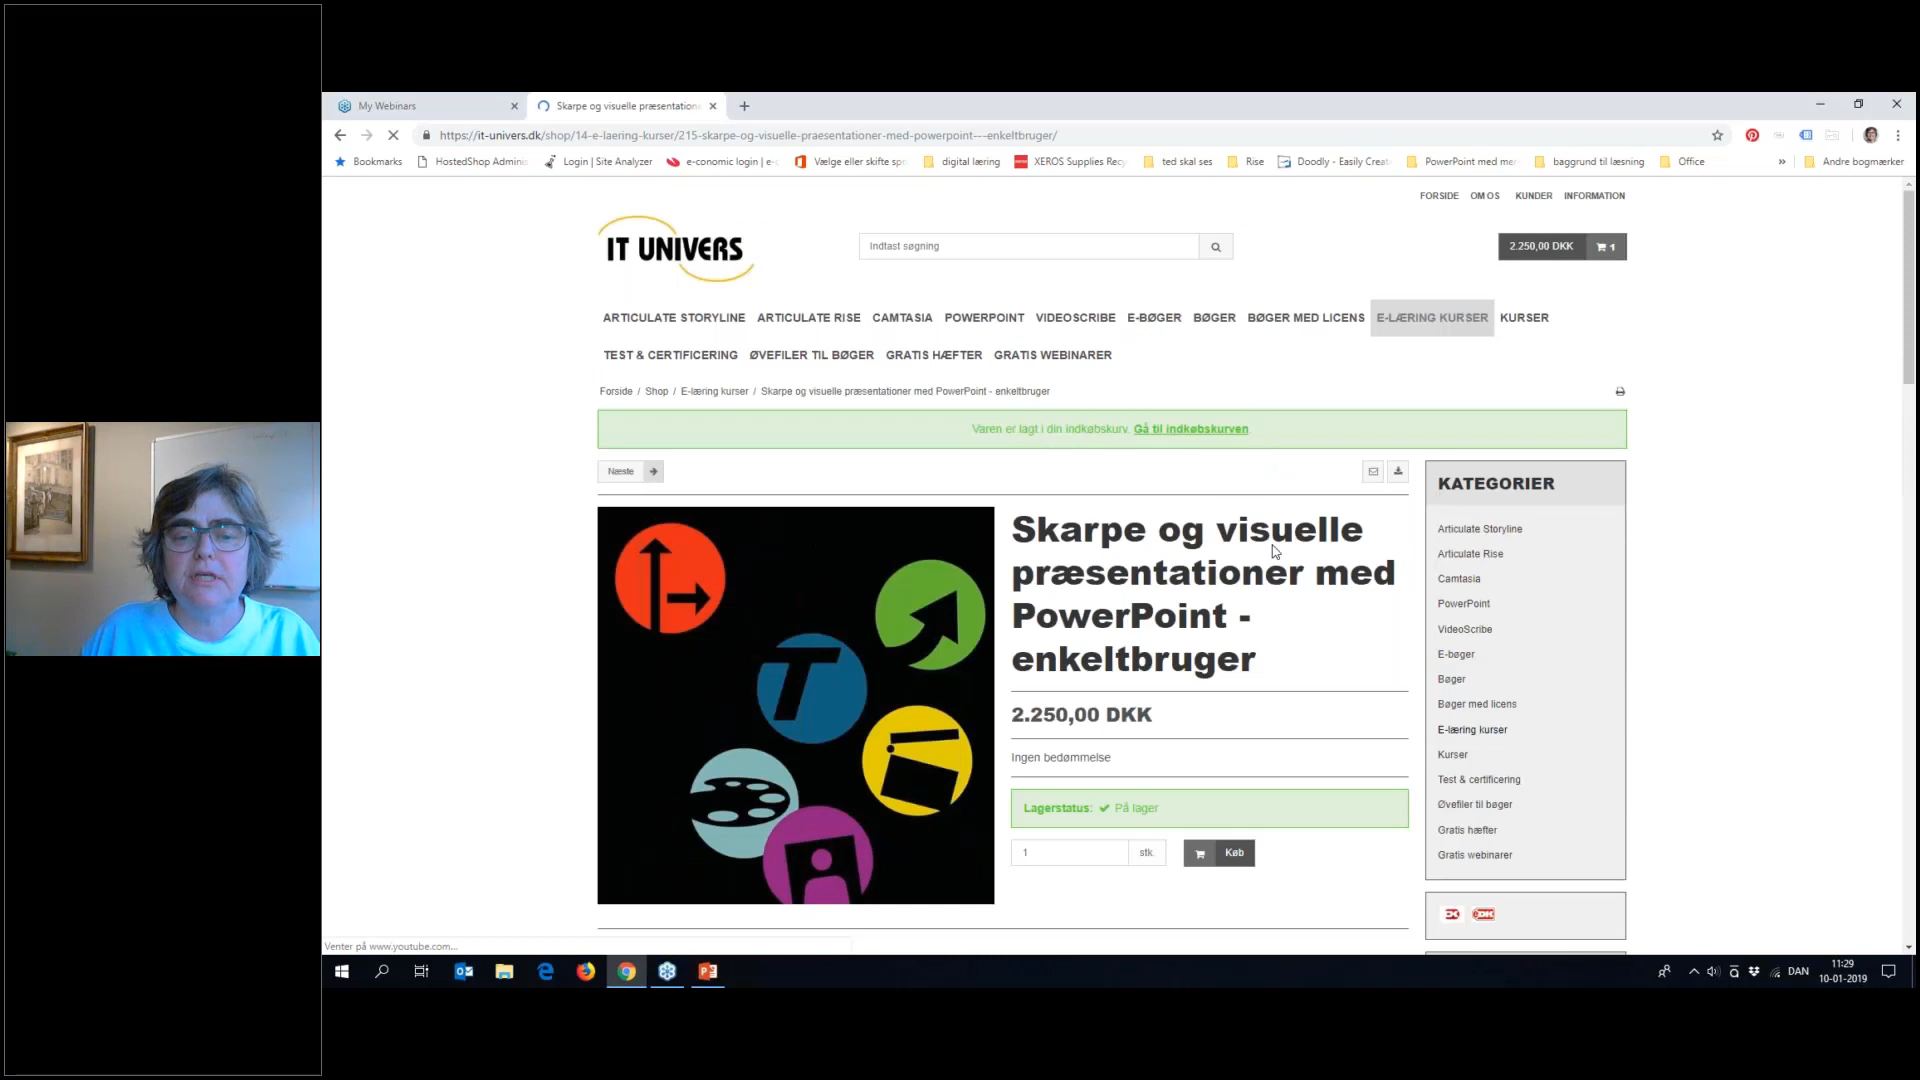 My Webinars
Skarpe og visuelle præsentation
https://it-univers.dk/shop/14-e-laering-kurser/215-skarpe-og-visuelle-praesentationer-med-powerpoint---enkeltbruger/
Bookmarks HostedShop Adminis Login | Site Analyzer e-conomic login | e-c Vælge eller skifte spr digital læring XEROS Supplies Recy ted skal ses Rise Doodly - Easily Creat PowerPoint med mer baggrund til læsning Office » Andre bogmærker
FORSIDE OM OS KUNDER INFORMATION
IT UNIVERS
Indtast søgning
2.250,00 DKK 1
ARTICULATE STORYLINE ARTICULATE RISE CAMTASIA POWERPOINT VIDEOSCRIBE E-BØGER BØGER BØGER MED LICENS E-LÆRING KURSER KURSER
TEST & CERTIFICERING ØVEFILER TIL BØGER GRATIS HÆFTER GRATIS WEBINARER
Forside / Shop / E-læring kurser / Skarpe og visuelle præsentationer med PowerPoint - enkeltbruger
Varen er lagt i din indkøbskurv. Gå til indkøbskurven.
Næste
Skarpe og visuelle
præsentationer med
PowerPoint -
enkeltbruger
2.250,00 DKK
Ingen bedømmelse
Lagerstatus: På lager
1 stk. Køb
KATEGORIER
Articulate Storyline
Articulate Rise
Camtasia
PowerPoint
VideoScribe
E-bøger
Bøger
Bøger med licens
E-læring kurser
Kurser
Test & certificering
Øvefiler til bøger
Gratis hæfter
Gratis webinarer
Venter på www.youtube.com...
DAN
11:29
10-01-2019